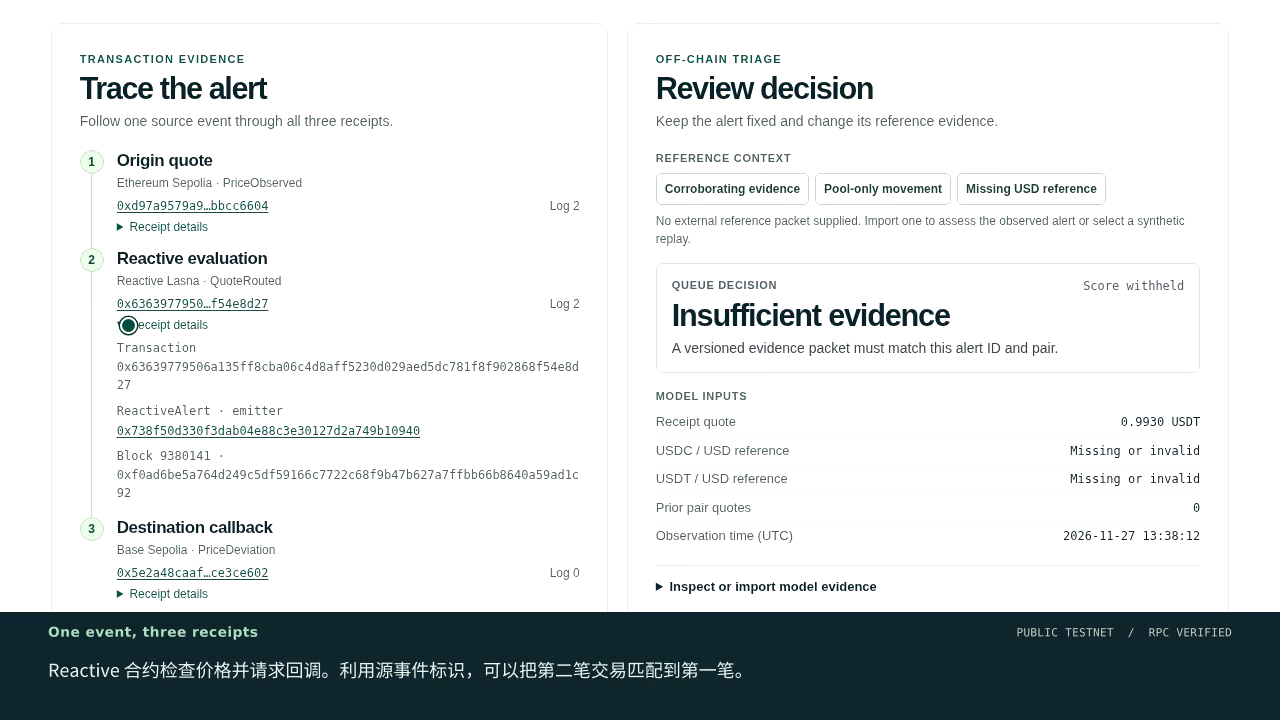 TRANSACTION EVIDENCE
Trace the alert
Follow one source event through all three receipts.
1
Origin quote
Ethereum Sepolia · PriceObserved
0xd97a9579a9…bbcc6604
Log 2
Receipt details
2
Reactive evaluation
Reactive Lasna · QuoteRouted
0x6363977950…f54e8d27
Log 2
eceipt details
Transaction
0x63639779506a135ff8cba06c4d8aff5230d029aed5dc781f8f902868f54e8d
27
ReactiveAlert · emitter
0x738f50d330f3dab04e88c3e30127d2a749b10940
Block 9380141 ·
0xf0ad6be5a764d249c5df59166c7722c68f9b47b627a7ffbb66b8640a59ad1c
92
3
Destination callback
Base Sepolia · PriceDeviation
0x5e2a48caaf…ce3ce602
Log 0
Receipt details
OFF-CHAIN TRIAGE
Review decision
Keep the alert fixed and change its reference evidence.
REFERENCE CONTEXT
Corroborating evidence
Pool-only movement
Missing USD reference
No external reference packet supplied. Import one to assess the observed alert or select a synthetic
replay.
QUEUE DECISION
Score withheld
Insufficient evidence
A versioned evidence packet must match this alert ID and pair.
MODEL INPUTS
Receipt quote 0.9930 USDT
USDC / USD reference Missing or invalid
USDT / USD reference Missing or invalid
Prior pair quotes 0
Observation time (UTC) 2026-11-27 13:38:12
Inspect or import model evidence
One event, three receipts
PUBLIC TESTNET / RPC VERIFIED
Reactive 合约检查价格并请求回调。利用源事件标识，可以把第二笔交易匹配到第一笔。